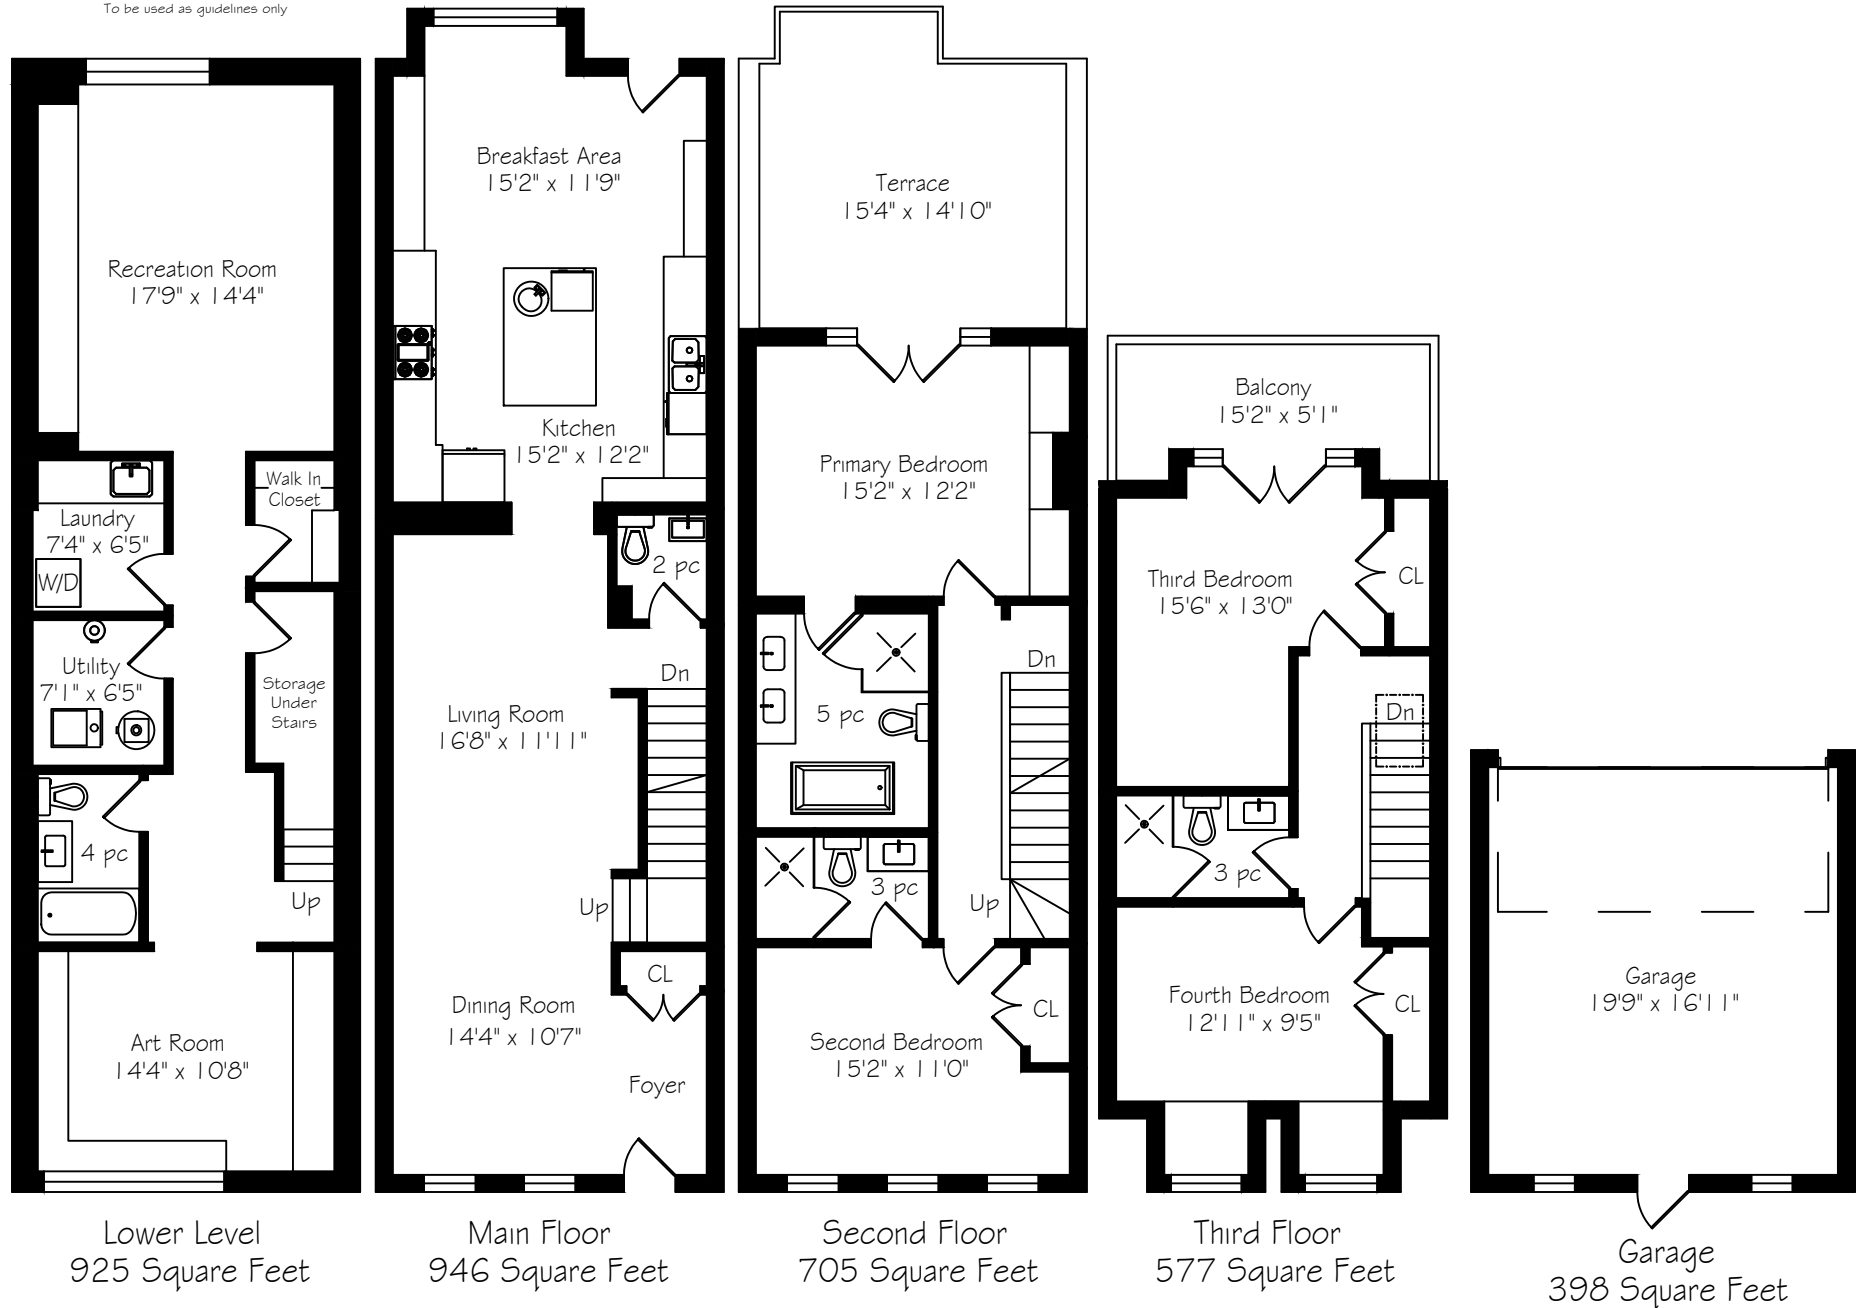 To be used as guidelines only
Recreation Room
17'9" x 14'4"
Walk In
Closet
Laundry
7'4" x 6'5"
W/D
Utility
7'1" x 6'5"
Storage
Under
Stairs
4 pc
Up
Art Room
14'4" x 10'8"
Lower Level
925 Square Feet
Breakfast Area
15'2" x 11'9"
Kitchen
15'2" x 12'2"
2 pc
Dn
Living Room
16'8" x 11'11"
Up
CL
Dining Room
14'4" x 10'7"
Foyer
Main Floor
946 Square Feet
Terrace
15'4" x 14'10"
Primary Bedroom
15'2" x 12'2"
Dn
5 pc
3 pc
Up
CL
Second Bedroom
15'2" x 11'0"
Second Floor
705 Square Feet
Balcony
15'2" x 5'1"
Third Bedroom
15'6" x 13'0"
CL
Dn
3 pc
Fourth Bedroom
12'11" x 9'5"
CL
Third Floor
577 Square Feet
Garage
19'9" x 16'11"
Garage
398 Square Feet